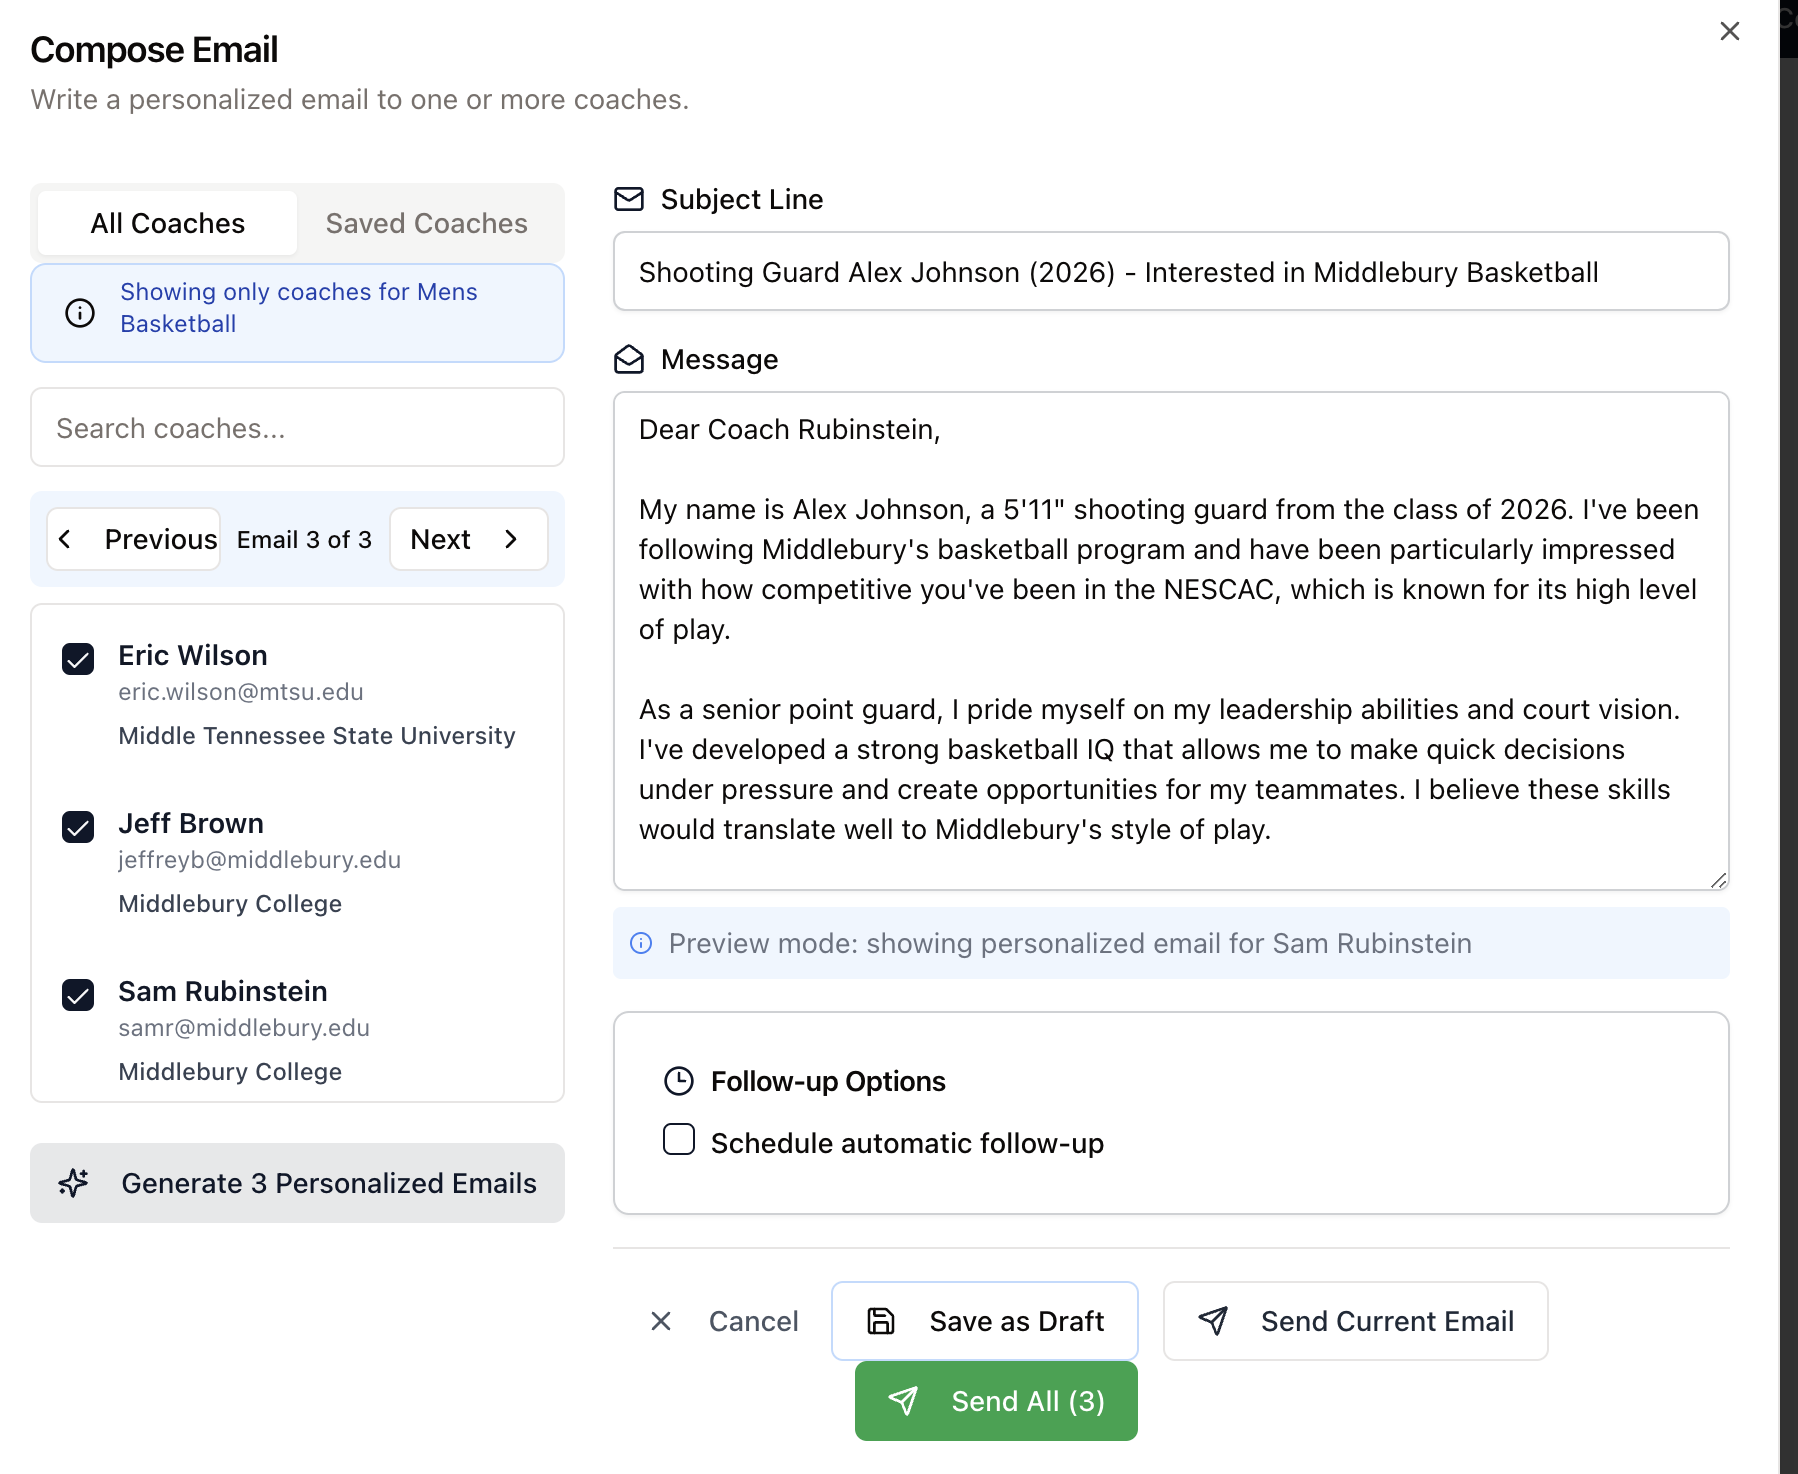 Compose Email
Write a personalized email to one or more coaches.
All Coaches
Saved Coaches
Showing only coaches for Mens
Basketball
Search coaches...
Previous
Email 3 of 3
Next
Eric Wilson
eric.wilson@mtsu.edu
Middle Tennessee State University
Jeff Brown
jeffreyb@middlebury.edu
Middlebury College
Sam Rubinstein
samr@middlebury.edu
Middlebury College
Generate 3 Personalized Emails
Subject Line
Shooting Guard Alex Johnson (2026) - Interested in Middlebury Basketball
Message
Dear Coach Rubinstein,
My name is Alex Johnson, a 5'11" shooting guard from the class of 2026. I've been
following Middlebury's basketball program and have been particularly impressed
with how competitive you've been in the NESCAC, which is known for its high level
of play.
As a senior point guard, I pride myself on my leadership abilities and court vision.
I've developed a strong basketball IQ that allows me to make quick decisions
under pressure and create opportunities for my teammates. I believe these skills
would translate well to Middlebury's style of play.
Preview mode: showing personalized email for Sam Rubinstein
Follow-up Options
Schedule automatic follow-up
Cancel
Save as Draft
Send Current Email
Send All (3)